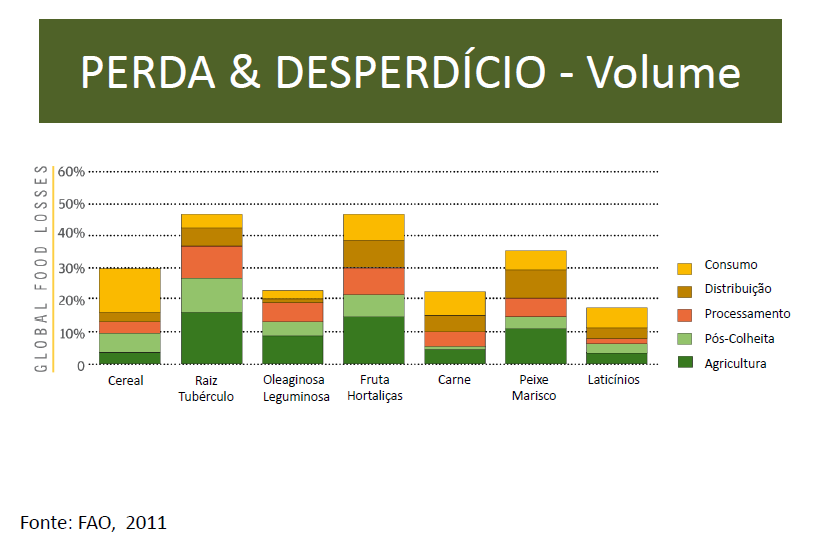 PERDA & DESPERDÍCIO - Volume
GLOBAL FOOD LOSSES
60%
50%
40%
30%
20%
10%
0
Cereal
Raiz
Tubérculo
Oleaginosa
Leguminosa
Fruta
Hortaliças
Carne
Peixe
Marisco
Laticínios
Consumo
Distribuição
Processamento
Pós-Colheita
Agricultura
Fonte: FAO, 2011